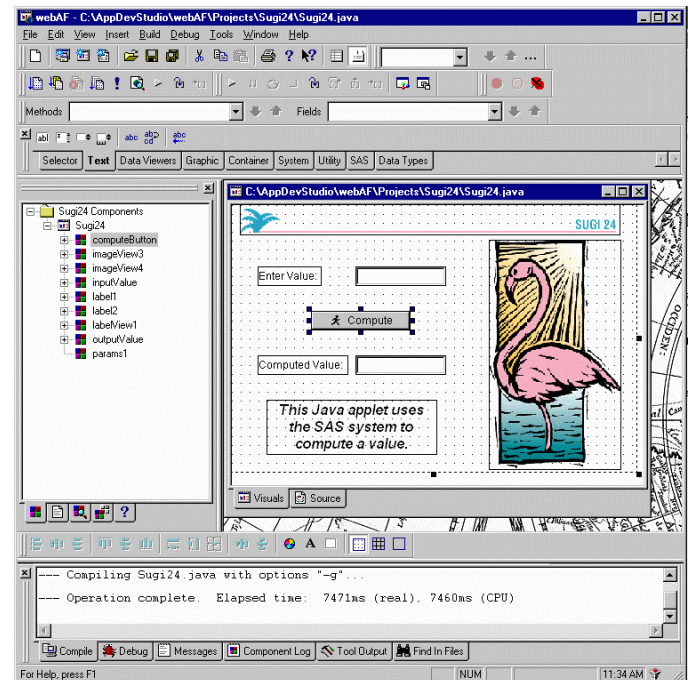 webAF - C:\AppDevStudio\webAF\Projects\Sugi24\Sugi24.java
File Edit View Insert Build Debug Tools Window Help
Methods Fields
abc
Selector Text Data Viewers Graphic Container System Utility SAS Data Types
Sugi24 Components
Sugi24
computeButton
imageView3
imageView4
inputValue
label1
label2
labelView1
outputValue
params1
C:\AppDevStudio\webAF\Projects\Sugi24\Sugi24.java
SUGI 24
Enter Value:
Compute
Computed Value:
This Java applet uses
the SAS system to
compute a value.
Visuals Source
OCCIDEN:
--- Compiling Sugi24.java with options "-g"...
--- Operation complete. Elapsed time: 7471ms (real), 7460ms (CPU)
Compile Debug Messages Component Log Tool Output Find In Files
For Help, press F1 NUM 11:34 AM